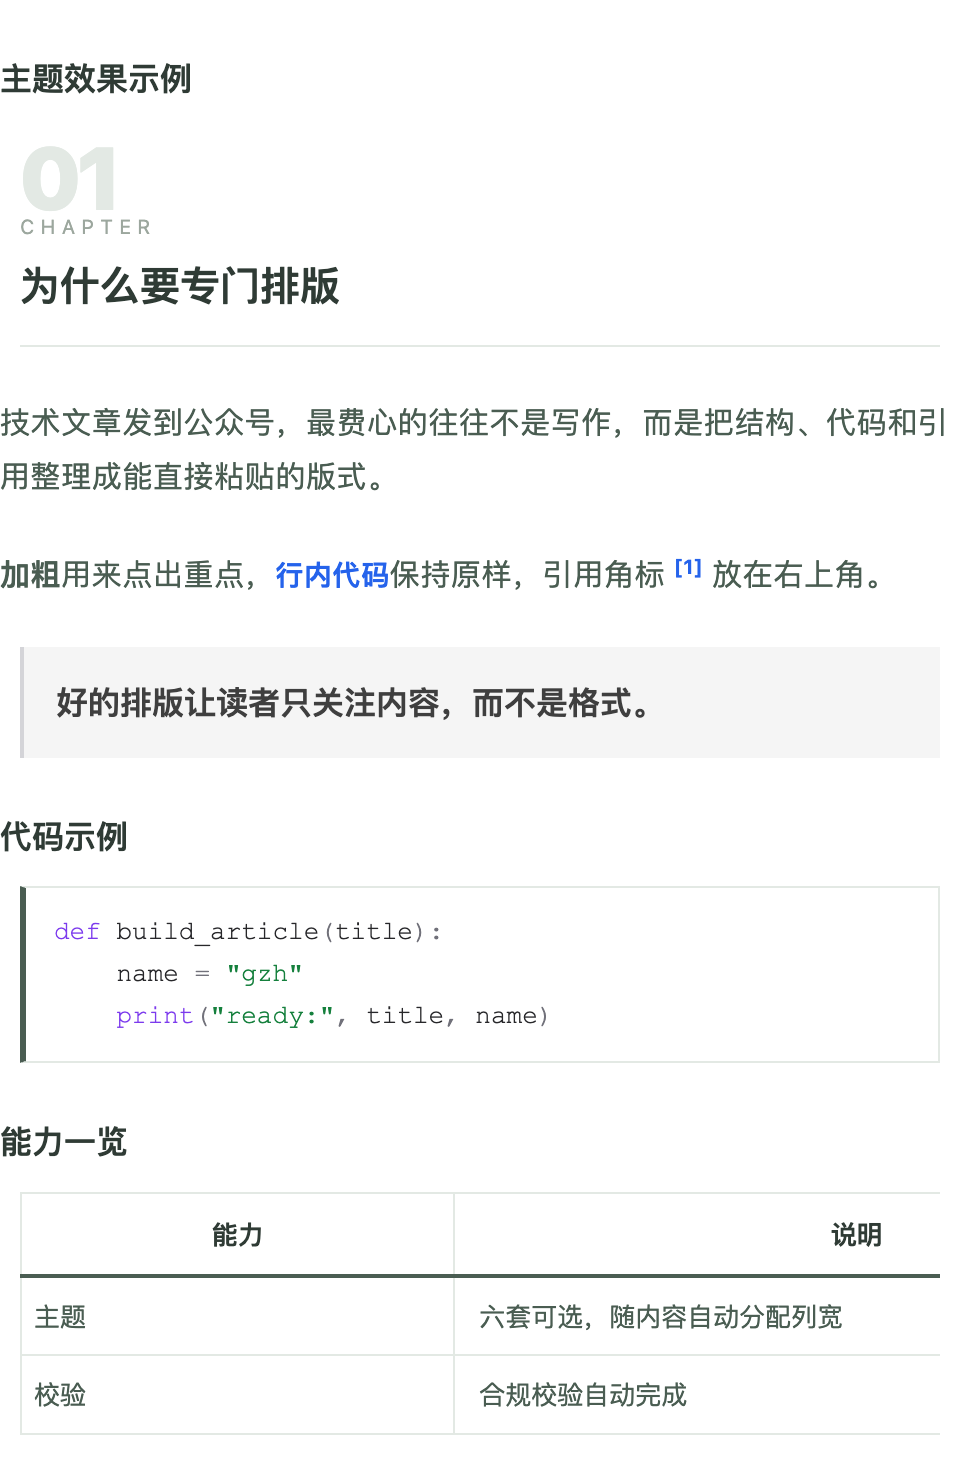 主题效果示例
01
CHAPTER
为什么要专门排版
技术文章发到公众号，最费心的往往不是写作，而是把结构、代码和引
用整理成能直接粘贴的版式。
加粗用来点出重点，行内代码保持原样，引用角标 [1] 放在右上角。
好的排版让读者只关注内容，而不是格式。
代码示例
def build_article(title):
    name = "gzh"
    print("ready:", title, name)
能力一览
能力 说明
主题 六套可选，随内容自动分配列宽
校验 合规校验自动完成